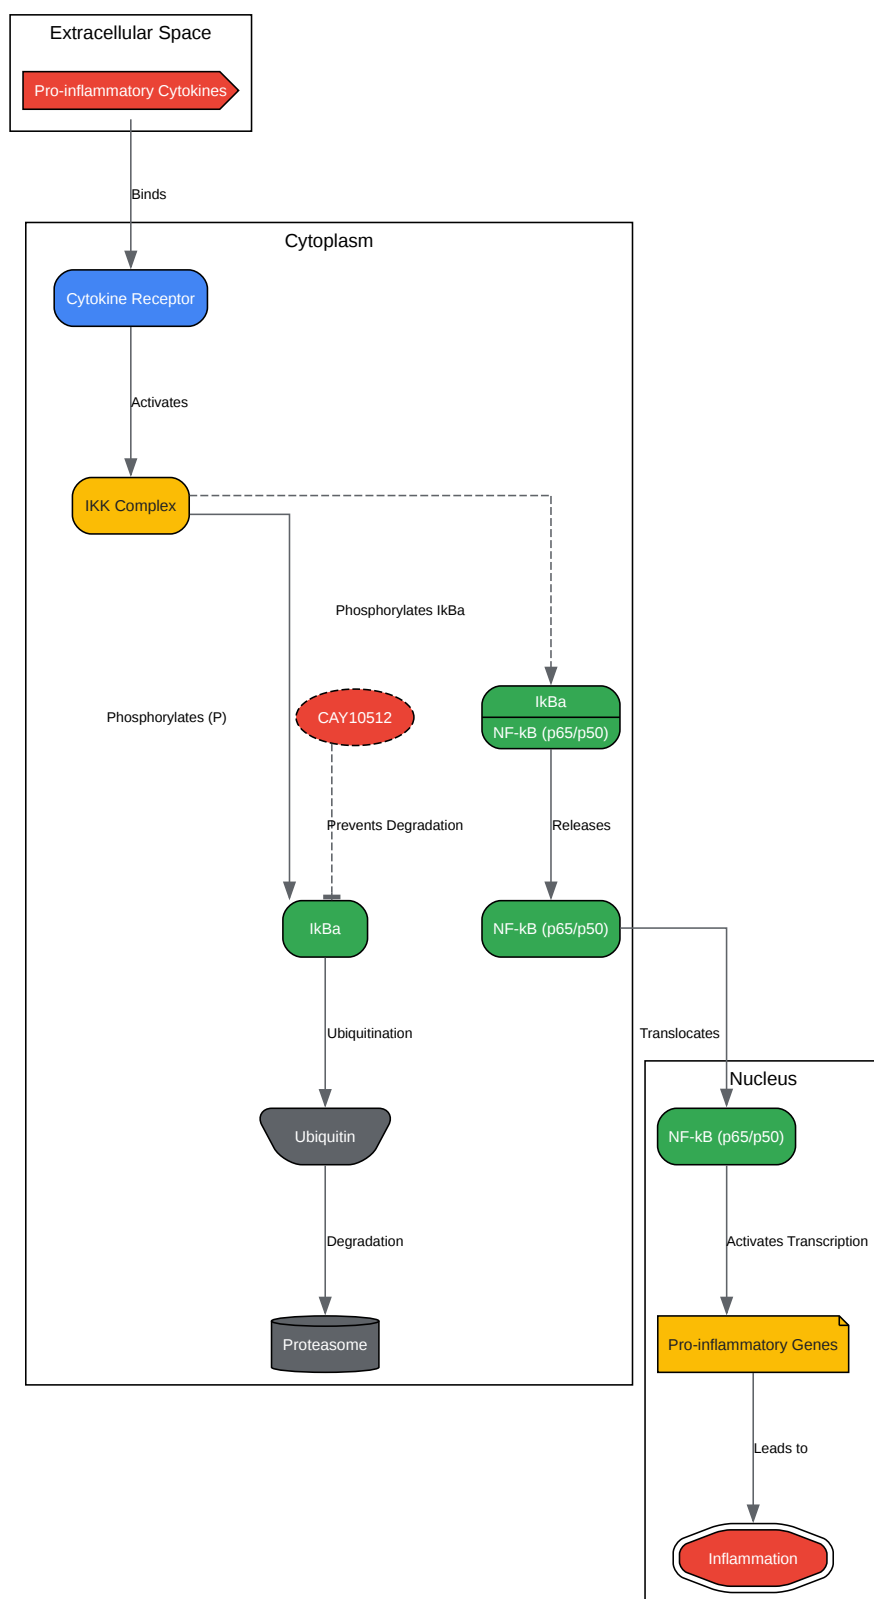 Extracellular Space
Pro-inflammatory Cytokines
Binds
Cytoplasm
Cytokine Receptor
Activates
IKK Complex
Phosphorylates IkBa
Phosphorylates (P)
CAY10512
IkBa
NF-kB (p65/p50)
Prevents Degradation
Releases
IkBa
NF-kB (p65/p50)
Ubiquitination
Translocates
Nucleus
Ubiquitin
NF-kB (p65/p50)
Degradation
Activates Transcription
Proteasome
Pro-inflammatory Genes
Leads to
Inflammation